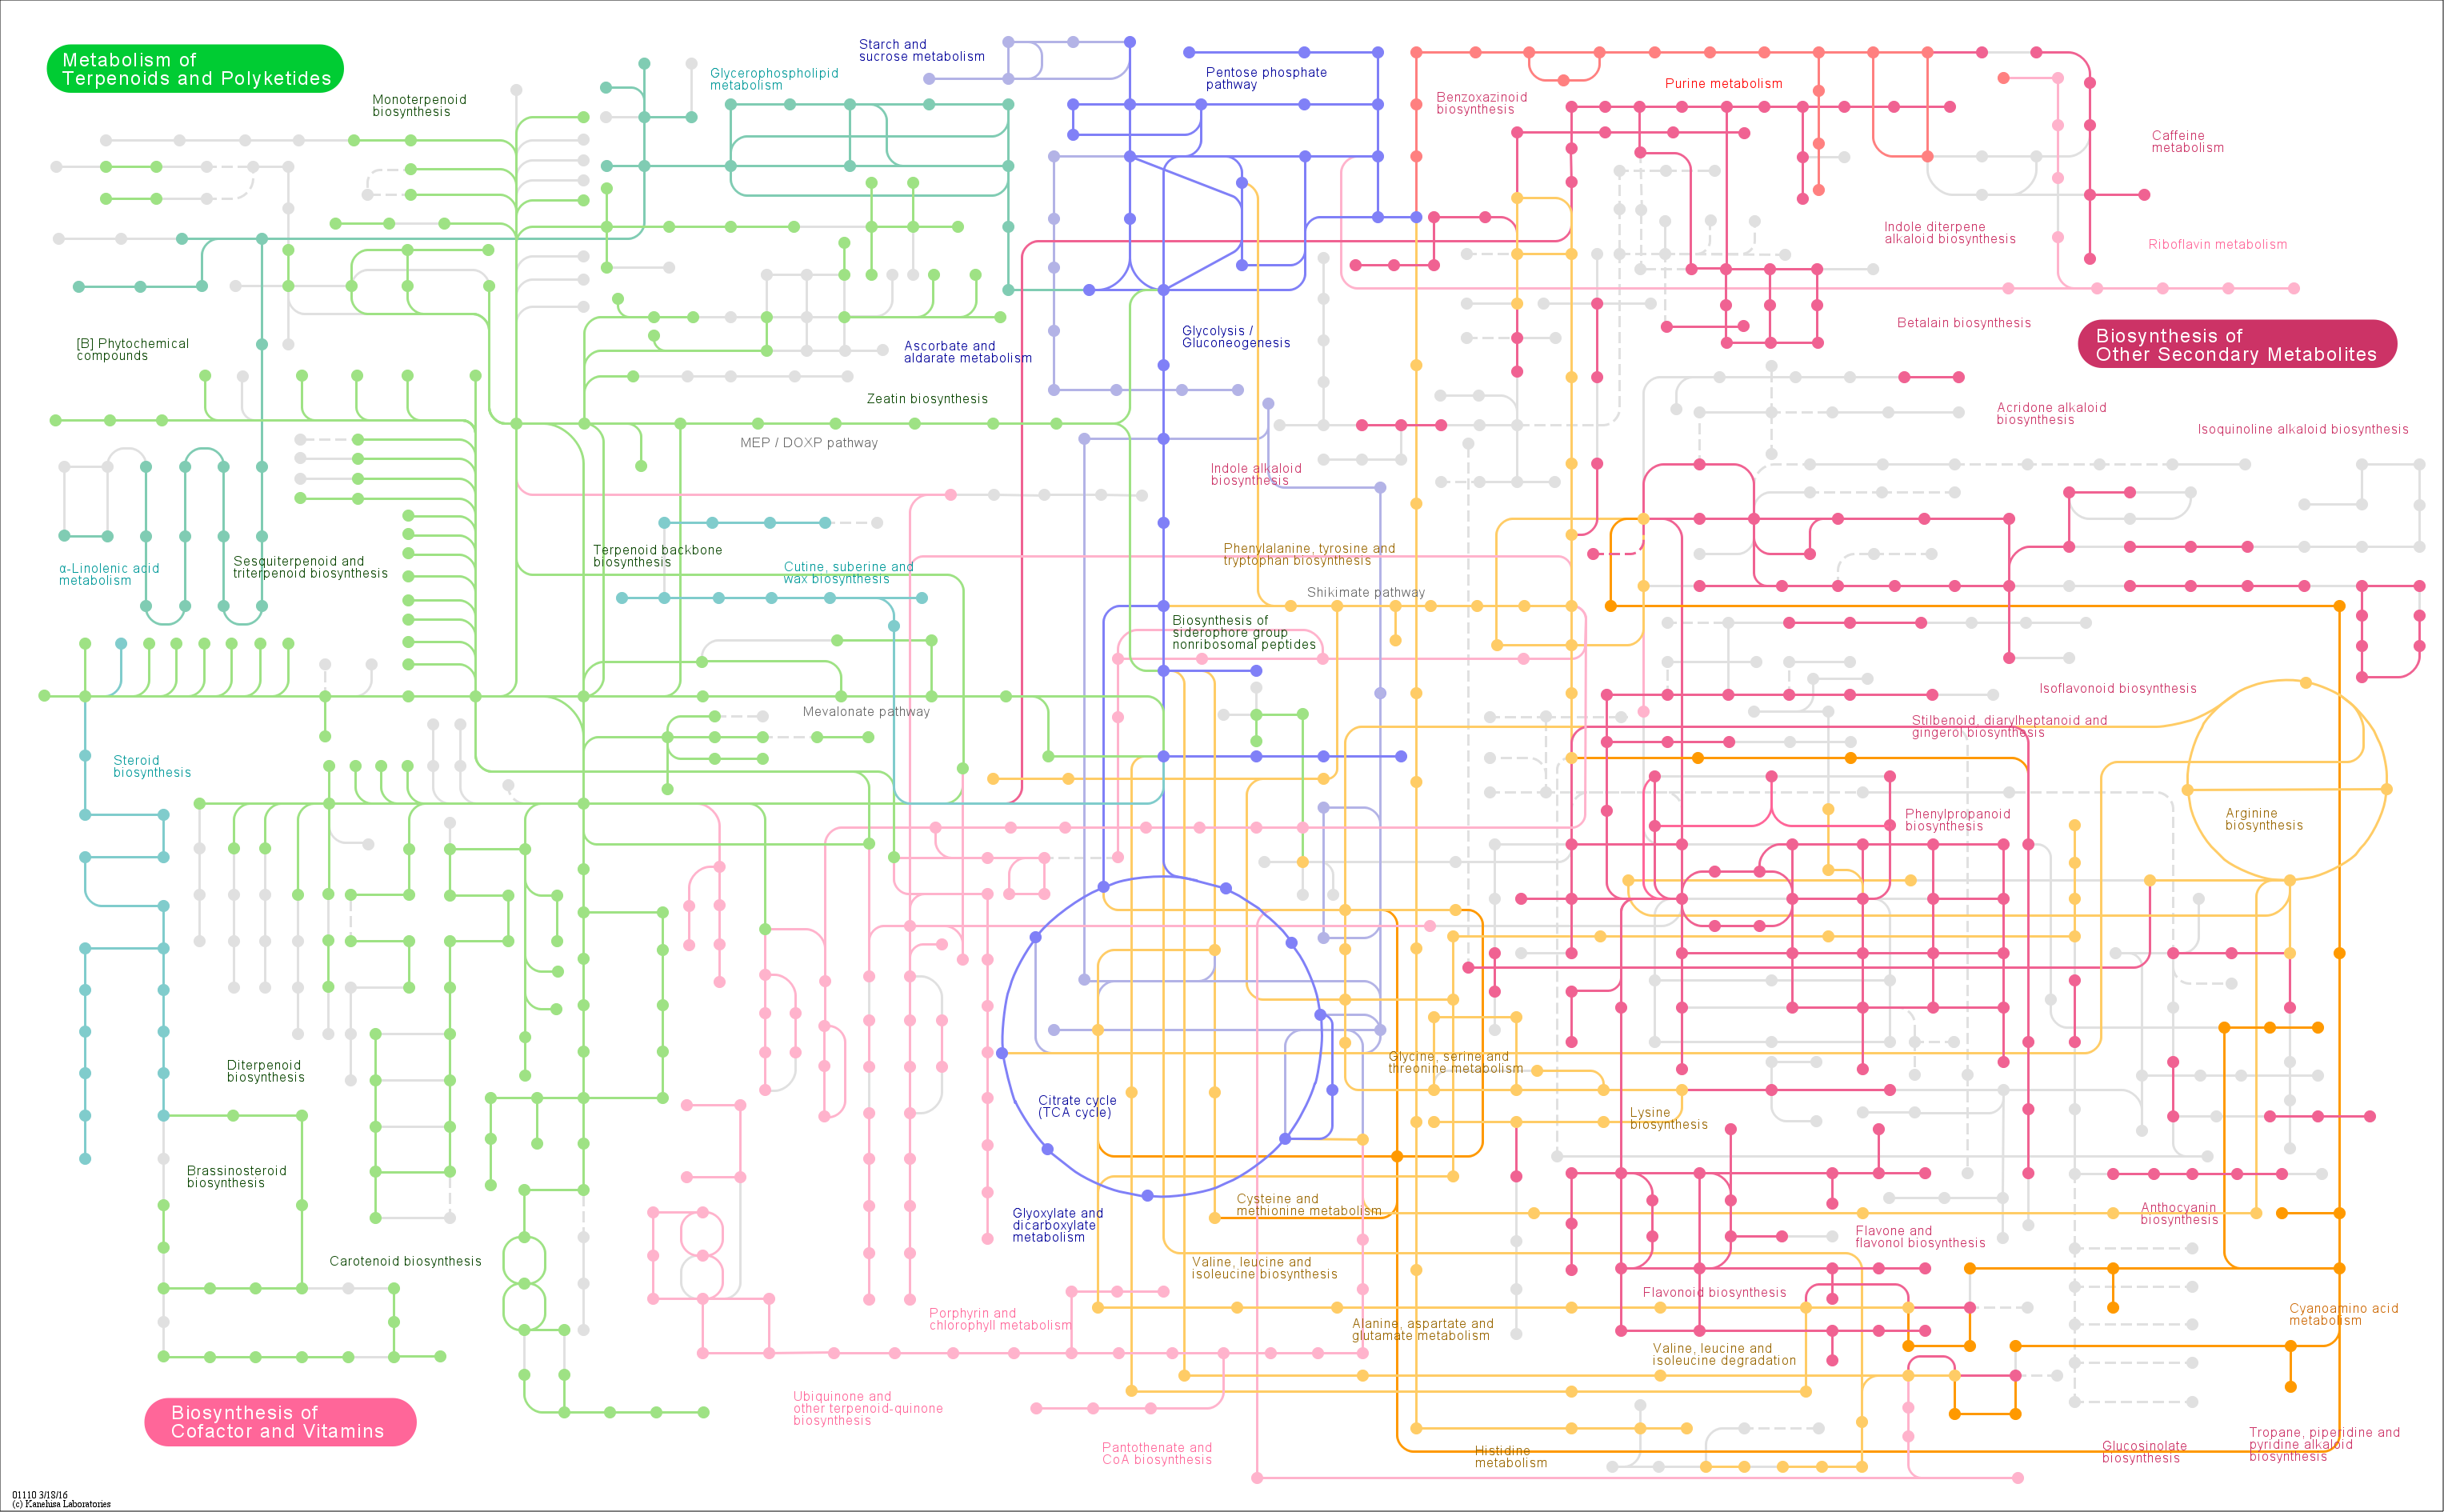 Metabolism of
Terpenoids and Polyketides
Monoterpenoid
biosynthesis
Glycerophospholipid
metabolism
Starch and
sucrose metabolism
Pentose phosphate
pathway
Benzoxazinoid
biosynthesis
Purine metabolism
Caffeine
metabolism
Indole diterpene
alkaloid biosynthesis
Riboflavin metabolism
[B] Phytochemical
compounds
Ascorbate and
aldarate metabolism
Glycolysis /
Gluconeogenesis
Betalain biosynthesis
Biosynthesis of
Other Secondary Metabolites
Zeatin biosynthesis
MEP / DOXP pathway
Acridone alkaloid
biosynthesis
Isoquinoline alkaloid biosynthesis
Indole alkaloid
biosynthesis
α-Linolenic acid
metabolism
Sesquiterpenoid and
triterpenoid biosynthesis
Terpenoid backbone
biosynthesis
Cutine, suberine and
wax biosynthesis
Phenylalanine, tyrosine and
tryptophan biosynthesis
Shikimate pathway
Biosynthesis of
siderophore group
nonribosomal peptides
Mevalonate pathway
Isoflavonoid biosynthesis
Stilbenoid, diarylheptanoid and
gingerol biosynthesis
Steroid
biosynthesis
Phenylpropanoid
biosynthesis
Arginine
biosynthesis
Diterpenoid
biosynthesis
Citrate cycle
(TCA cycle)
Glycine, serine and
threonine metabolism
Lysine
biosynthesis
Brassinosteroid
biosynthesis
Glyoxylate and
dicarboxylate
metabolism
Cysteine and
methionine metabolism
Anthocyanin
biosynthesis
Flavone and
flavonol biosynthesis
Carotenoid biosynthesis
Valine, leucine and
isoleucine biosynthesis
Flavonoid biosynthesis
Porphyrin and
chlorophyll metabolism
Alanine, aspartate and
glutamate metabolism
Cyanoamino acid
metabolism
Valine, leucine and
isoleucine degradation
Biosynthesis of
Cofactor and Vitamins
Ubiquinone and
other terpenoid-quinone
biosynthesis
Pantothenate and
CoA biosynthesis
Histidine
metabolism
Glucosinolate
biosynthesis
Tropane, piperidine and
pyridine alkaloid
biosynthesis
01110 3/18/16
(c) Kanehisa Laboratories